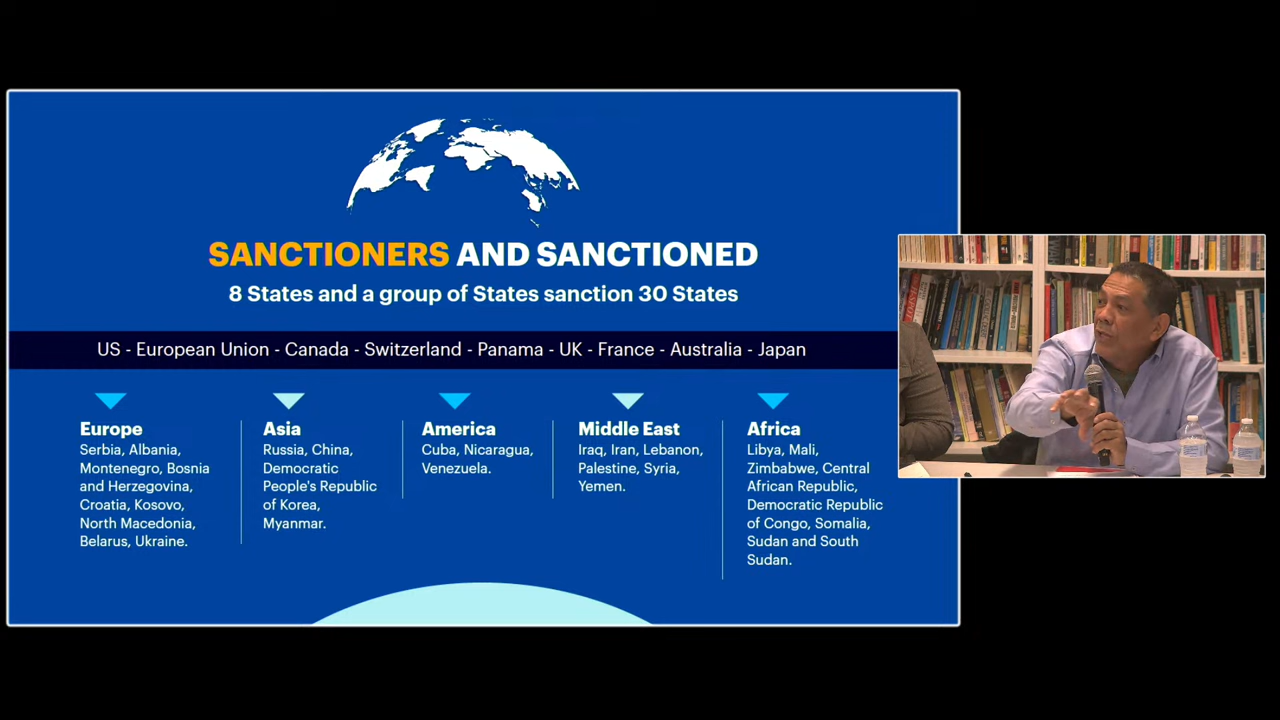 SANCTIONERS AND SANCTIONED
8 States and a group of States sanction 30 States
US - European Union - Canada - Switzerland - Panama - UK - France - Australia - Japan
Europe
Serbia, Albania,
Montenegro, Bosnia
and Herzegovina,
Croatia, Kosovo,
North Macedonia,
Belarus, Ukraine.
Asia
Russia, China,
Democratic
People's Republic
of Korea,
Myanmar.
America
Cuba, Nicaragua,
Venezuela.
Middle East
Iraq, Iran, Lebanon,
Palestine, Syria,
Yemen.
Africa
Libya, Mali,
Zimbabwe, Central
African Republic,
Democratic Republic
of Congo, Somalia,
Sudan and South
Sudan.